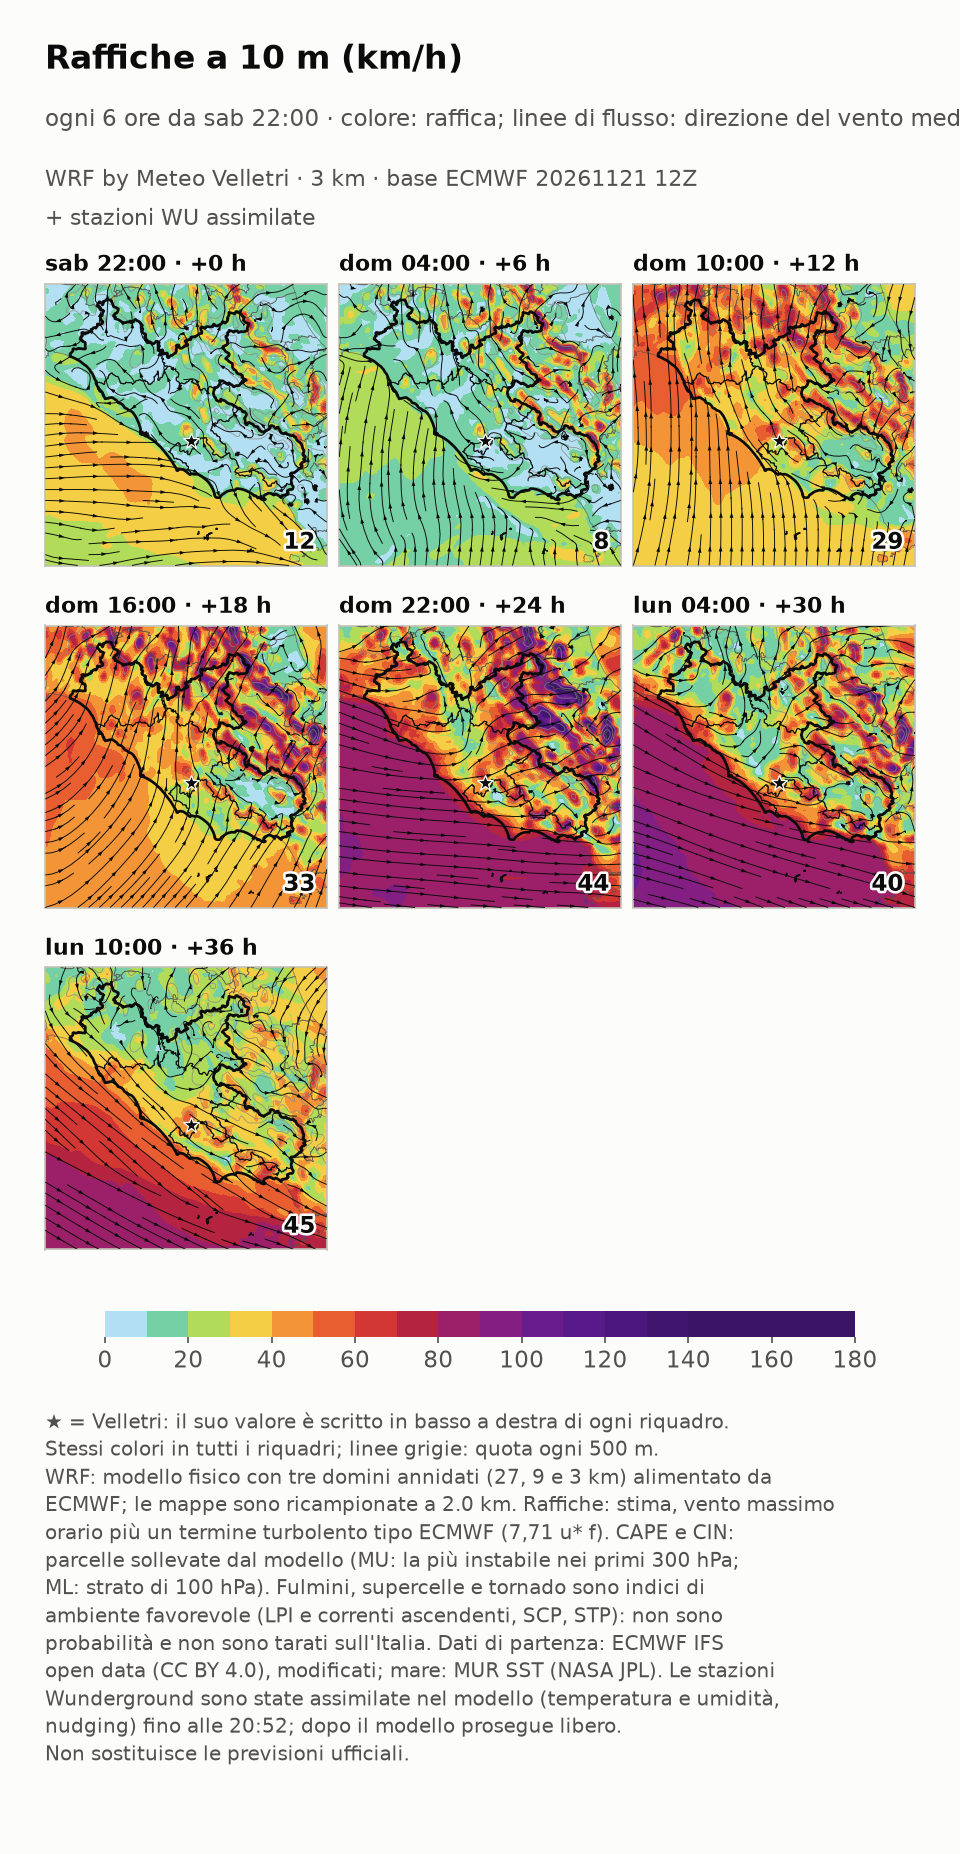 Raffiche a 10 m (km/h)
ogni 6 ore da sab 22:00 · colore: raffica; linee di flusso: direzione del vento med
WRF by Meteo Velletri · 3 km · base ECMWF 20261121 12Z
+ stazioni WU assimilate
sab 22:00 · +0 h
dom 04:00 · +6 h
dom 10:00 · +12 h
12
8
29
dom 16:00 · +18 h
dom 22:00 · +24 h
lun 04:00 · +30 h
33
44
40
lun 10:00 · +36 h
45
0 20 40 60 80 100 120 140 160 180
★ = Velletri: il suo valore è scritto in basso a destra di ogni riquadro.
Stessi colori in tutti i riquadri; linee grigie: quota ogni 500 m.
WRF: modello fisico con tre domini annidati (27, 9 e 3 km) alimentato da
ECMWF; le mappe sono ricampionate a 2.0 km. Raffiche: stima, vento massimo
orario più un termine turbolento tipo ECMWF (7,71 u* f). CAPE e CIN:
parcelle sollevate dal modello (MU: la più instabile nei primi 300 hPa;
ML: strato di 100 hPa). Fulmini, supercelle e tornado sono indici di
ambiente favorevole (LPI e correnti ascendenti, SCP, STP): non sono
probabilità e non sono tarati sull'Italia. Dati di partenza: ECMWF IFS
open data (CC BY 4.0), modificati; mare: MUR SST (NASA JPL). Le stazioni
Wunderground sono state assimilate nel modello (temperatura e umidità,
nudging) fino alle 20:52; dopo il modello prosegue libero.
Non sostituisce le previsioni ufficiali.